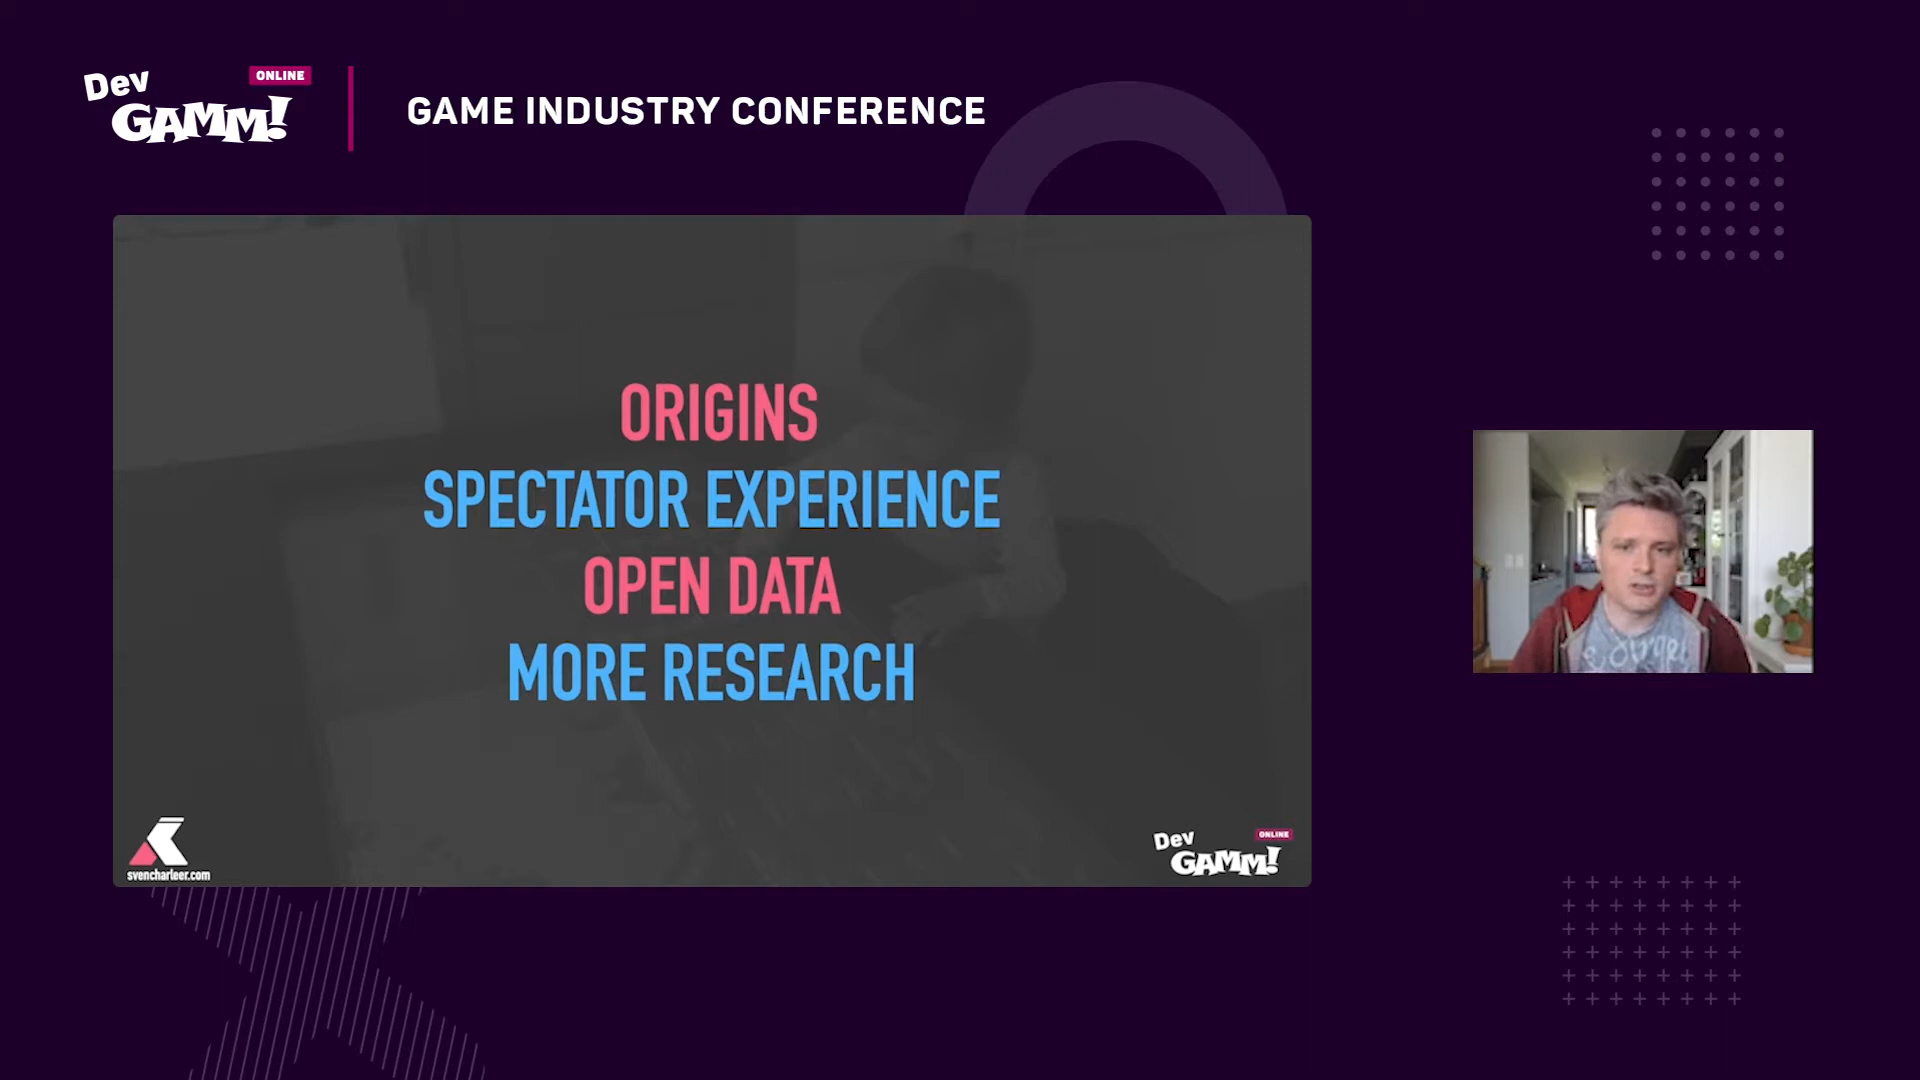 Dev
GAMM!
ONLINE
GAME INDUSTRY CONFERENCE
ORIGINS
SPECTATOR EXPERIENCE
OPEN DATA
MORE RESEARCH
svencharleer.com
Dev
GAMM!
ONLINE